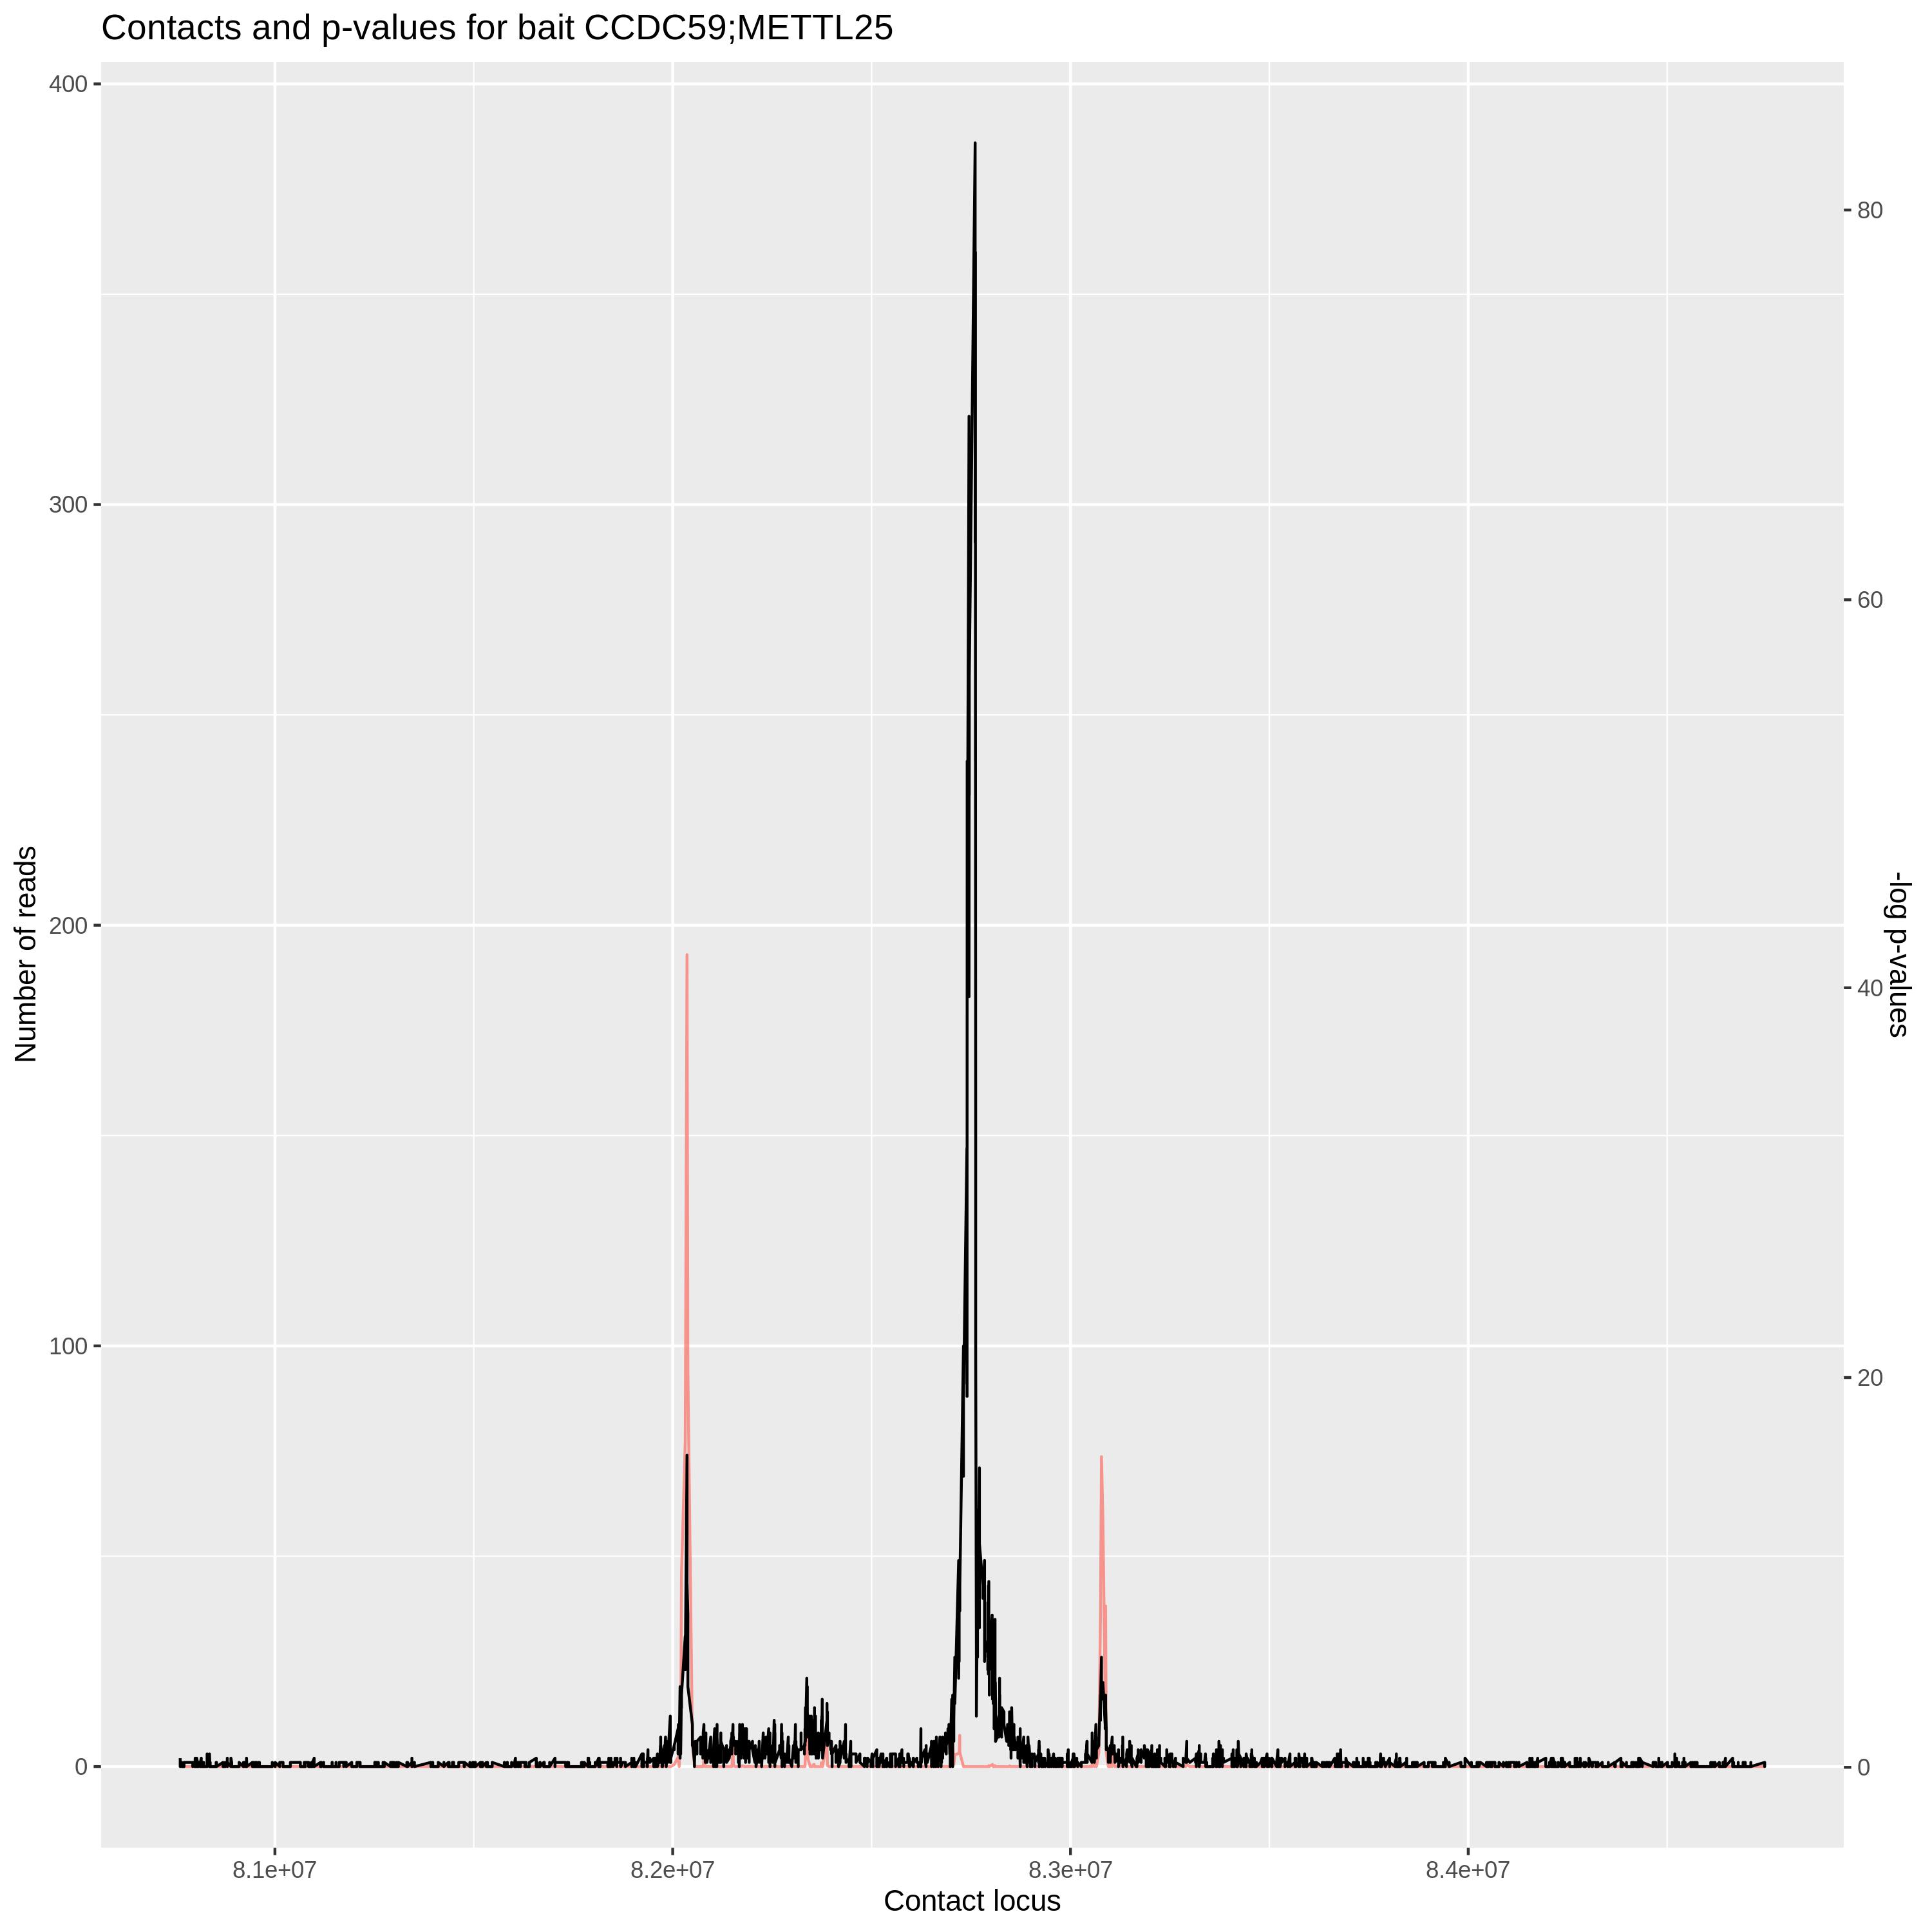 Contacts and p-values for bait CCDC59;METTL25
Number of reads
400
300
200
100
0
80
60
40
20
0
-log p-values
8.1e+07
8.2e+07
8.3e+07
8.4e+07
Contact locus